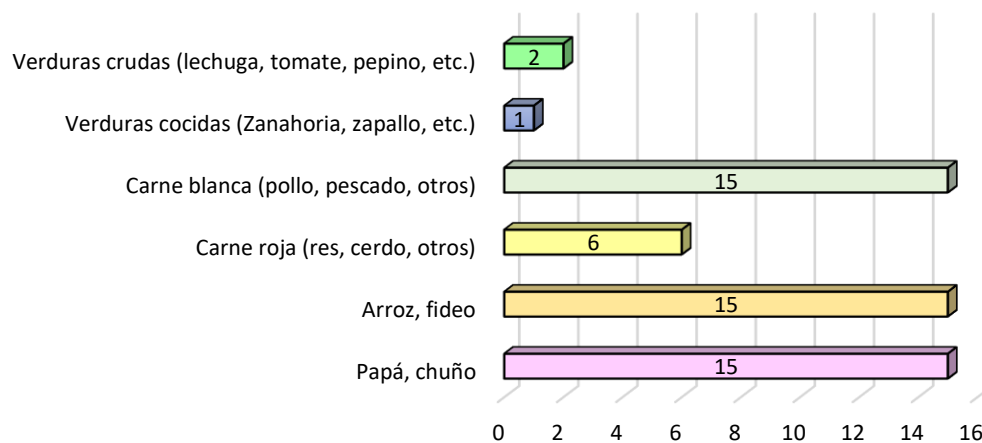 Verduras crudas (lechuga, tomate, pepino, etc.) 2
Verduras cocidas (Zanahoria, zapallo, etc.) 1
Carne blanca (pollo, pescado, otros) 15
Carne roja (res, cerdo, otros) 6
Arroz, fideo 15
Papá, chuño 15
0 2 4 6 8 10 12 14 16